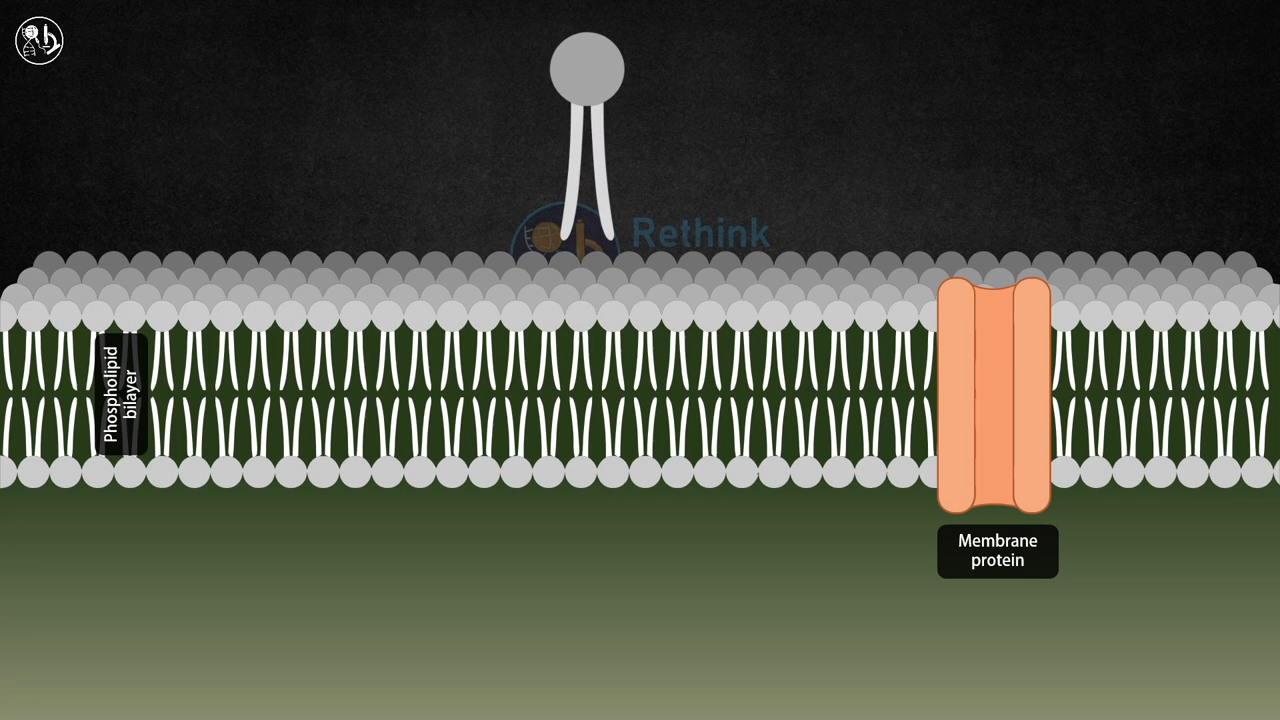 Rethink
Phospholipid
bilayer
Membrane
protein